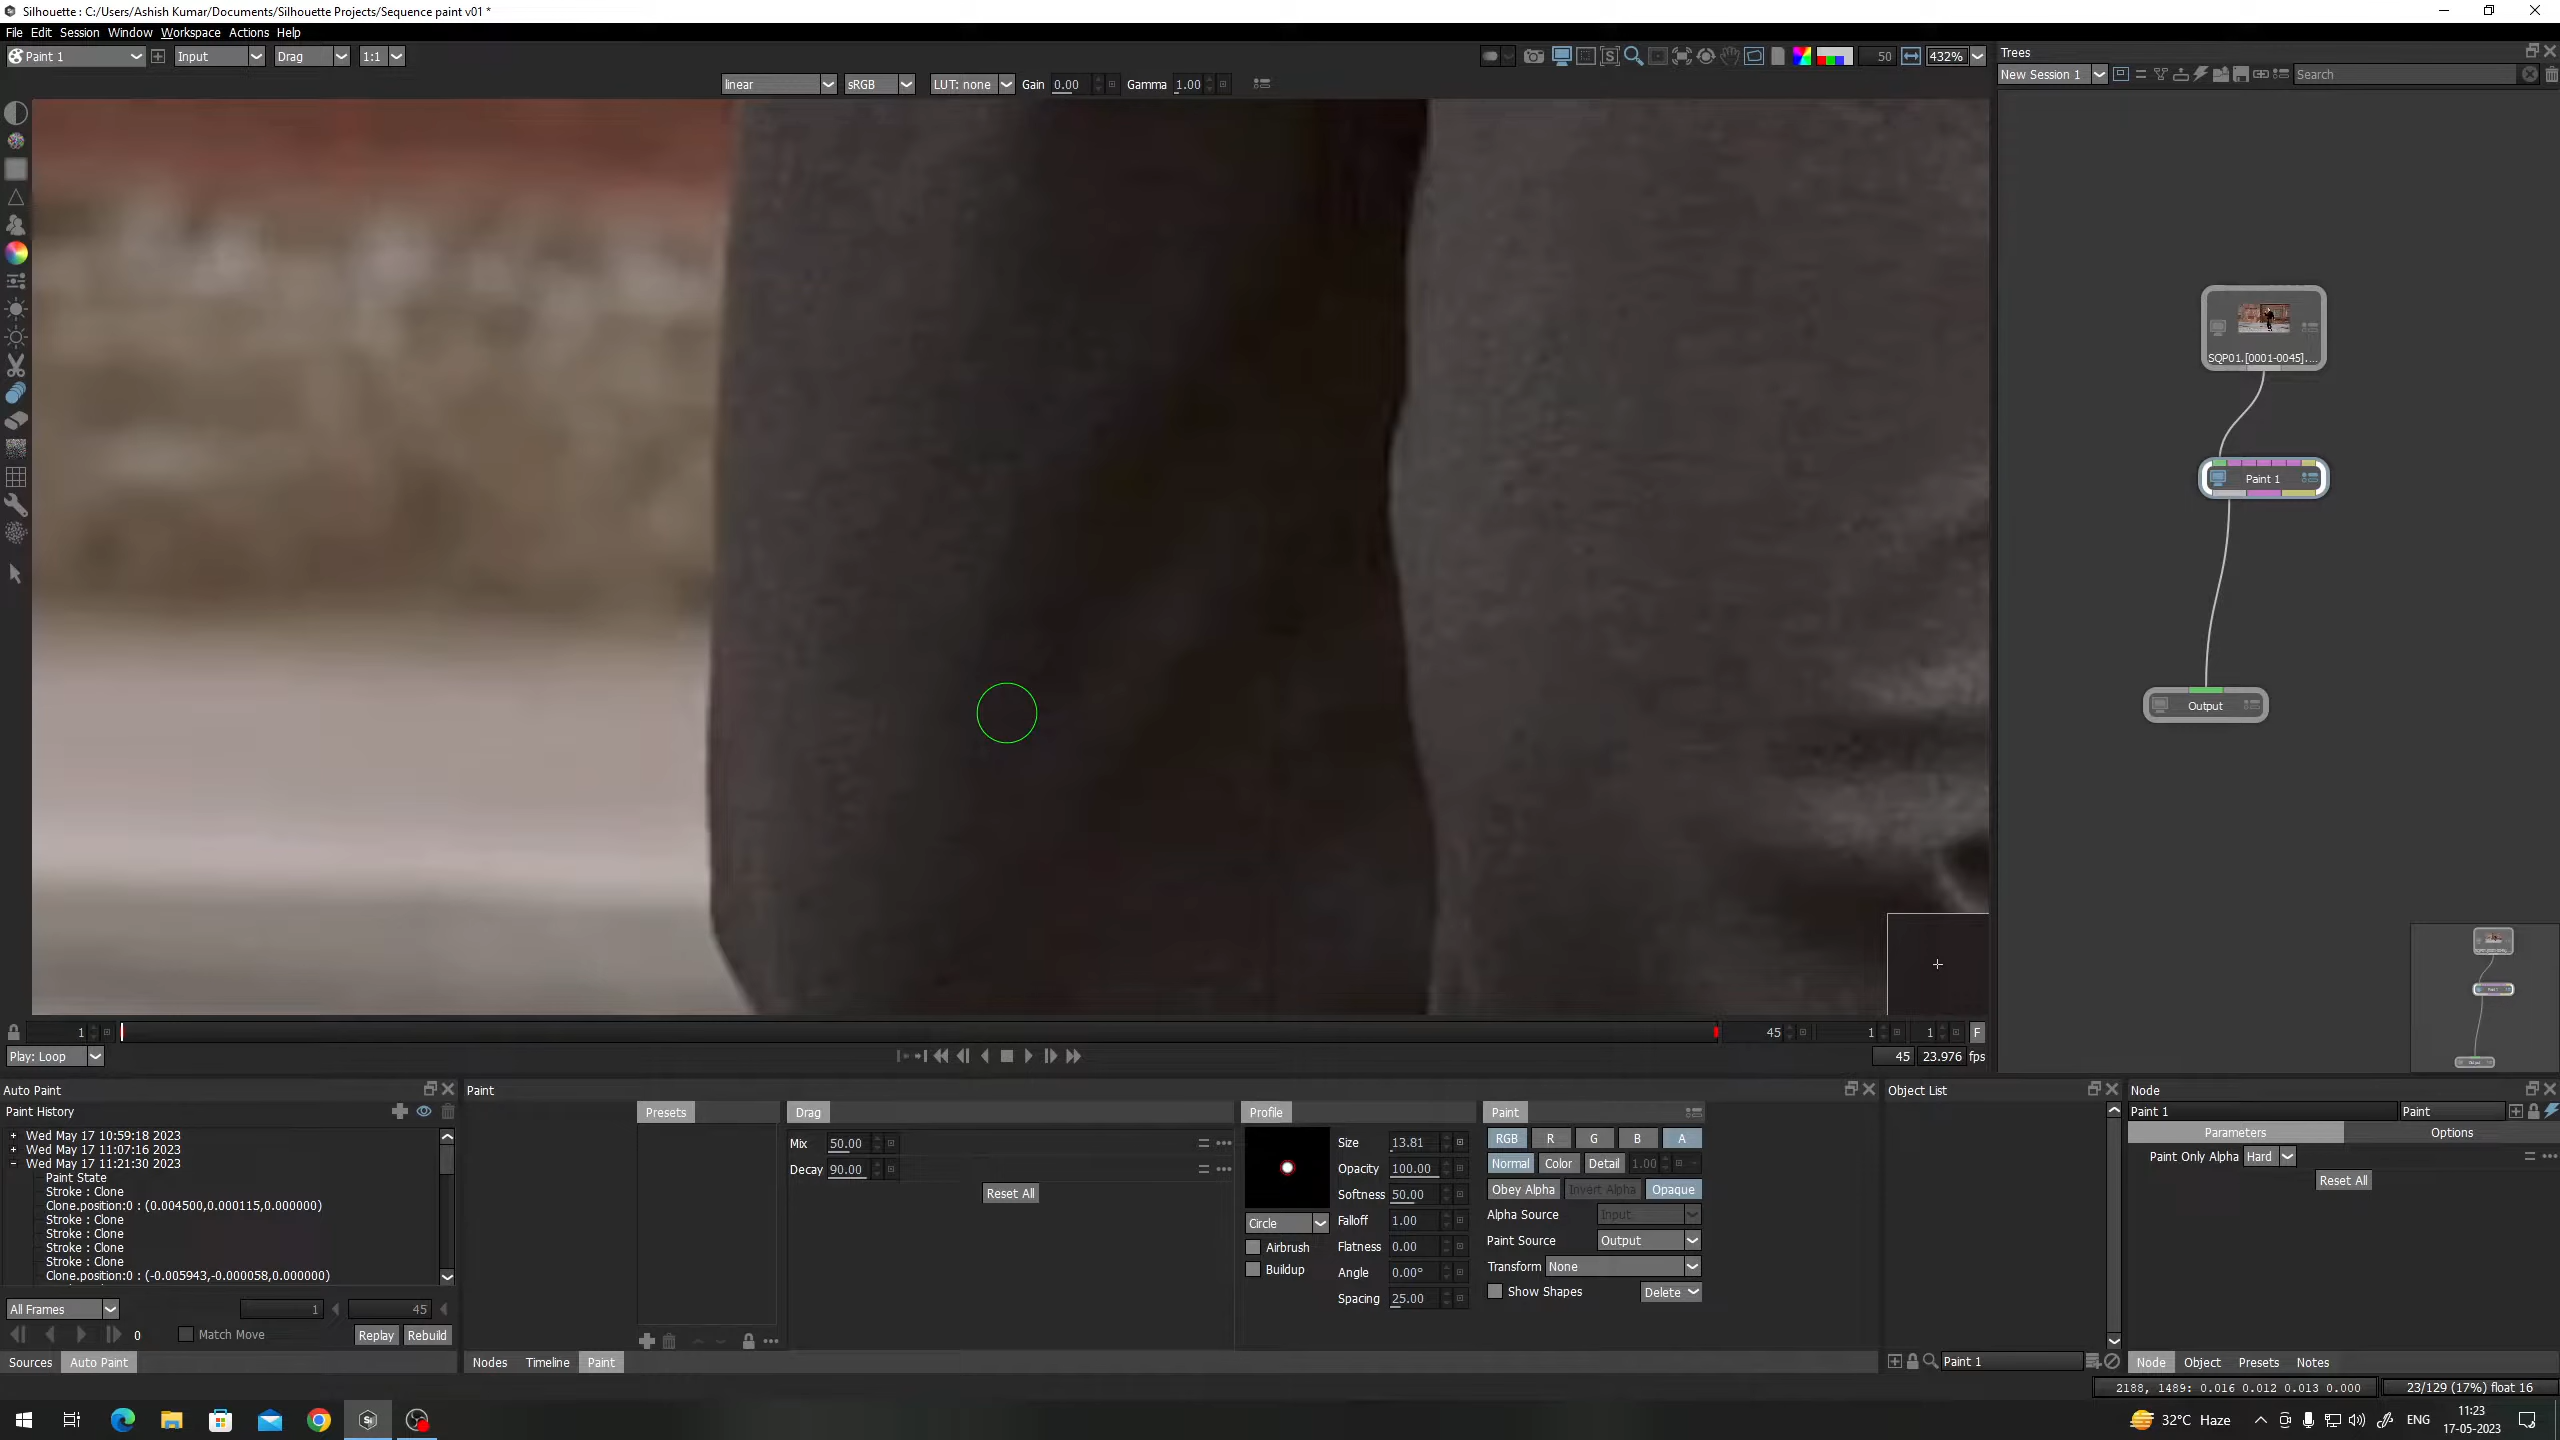 Silhouette : C:/Users/Ashish Kumar/Documents/Silhouette Projects/Sequence paint v01 *
File Edit Session Window Workspace Actions Help
Paint 1 Input Drag 1:1 50 432%
linear sRGB LUT: none Gain 0.00 Gamma 1.00
Trees
New Session 1 Search
SQP01.[0001-0045]....
Paint 1
Output
1 45 1 1 F
Play: Loop 45 23.976 fps
Auto Paint
Paint History
Wed May 17 10:59:18 2023
Wed May 17 11:07:16 2023
Wed May 17 11:21:30 2023
Paint State
Stroke : Clone
Clone.position:0 : (0.004500,0.000115,0.000000)
Stroke : Clone
Stroke : Clone
Stroke : Clone
Stroke : Clone
Clone.position:0 : (-0.005943,-0.000058,0.000000)
All Frames 1 45
0 Match Move Replay Rebuild
Sources Auto Paint
Paint
Presets
Drag
Mix 50.00
Decay 90.00
Reset All
Profile
Circle
Airbrush
Buildup
Size 13.81
Opacity 100.00
Softness 50.00
Falloff 1.00
Flatness 0.00
Angle 0.00°
Spacing 25.00
Paint
RGB R G B A
Normal Color Detail 1.00
Obey Alpha Invert Alpha Opaque
Alpha Source Input
Paint Source Output
Transform None
Show Shapes Delete
Nodes Timeline Paint
Object List
Paint 1
Node
Paint 1 Paint
Parameters Options
Paint Only Alpha Hard
Reset All
Node Object Presets Notes
2188, 1489: 0.016 0.012 0.013 0.000 23/129 (17%) float 16
32°C Haze ENG 11:23
17-05-2023